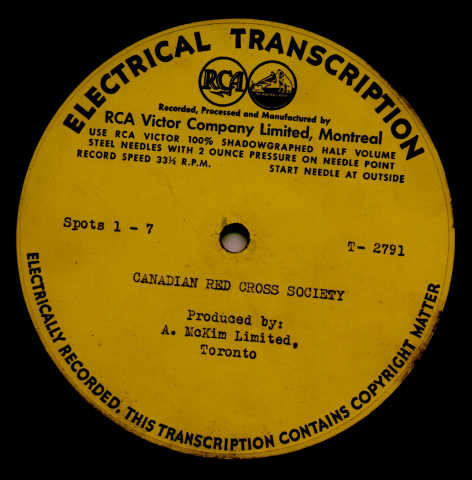 ELECTRICAL TRANSCRIPTION
RCA
Recorded, Processed and Manufactured by
RCA Victor Company Limited, Montreal
USE RCA VICTOR 100% SHADOWGRAPHED HALF VOLUME
STEEL NEEDLES WITH 2 OUNCE PRESSURE ON NEEDLE POINT
RECORD SPEED 33⅓ R.P.M. START NEEDLE AT OUTSIDE
Spots 1 - 7
T- 2791
CANADIAN RED CROSS SOCIETY
Produced by:
A. McKim Limited,
Toronto
ELECTRICALLY RECORDED. THIS TRANSCRIPTION CONTAINS COPYRIGHT MATTER